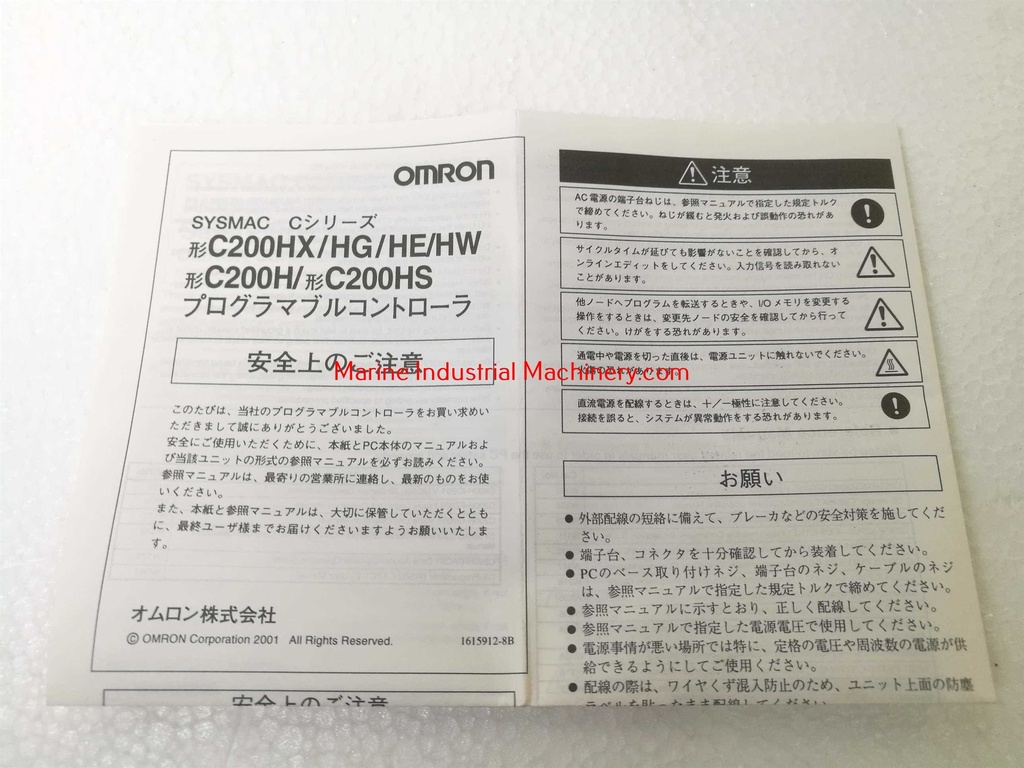 OMRON
SYSMAC Cシリーズ
形C200HX/HG/HE/HW
形C200H/形C200HS
プログラマブルコントローラ
安全上のご注意
このたびは、当社のプログラマブルコントローラをお買い求めい
ただきまして誠にありがとうございました。
安全にご使用いただくために、本紙とPC本体のマニュアルおよ
び当該ユニットの形式の参照マニュアルを必ずお読みください。
参照マニュアルは、最寄りの営業所に連絡し、最新のものをお使
いください。
また、本紙と参照マニュアルは、大切に保管していただくととも
に、最終ユーザ様までお届けくださいますようお願いいたしま
す。
オムロン株式会社
© OMRON Corporation 2001 All Rights Reserved.
1615912-8B
安全上のご注意
注意
AC電源の端子台ねじは、参照マニュアルで指定した規定トルク
で締めてください。ねじが緩むと発火および誤動作の恐れがあ
ります。
サイクルタイムが延びても影響がないことを確認してから、オ
ンラインエディットをしてください。入力信号を読み取れない
ことがあります。
他ノードへプログラムを転送するときや、I/Oメモリを変更する
操作をするときは、変更先ノードの安全を確認してから行って
ください。けがをする恐れがあります。
通電中や電源を切った直後は、電源ユニットに触れないでください。
火傷の恐れがあります。
直流電源を配線するときは、＋/－極性に注意してください。
接続を誤ると、システムが異常動作をする恐れがあります。
お願い
● 外部配線の短絡に備えて、ブレーカなどの安全対策を施してくだ
さい。
● 端子台、コネクタを十分確認してから装着してください。
● PCのベース取り付けネジ、端子台のネジ、ケーブルのネジ
は、参照マニュアルで指定した規定トルクで締めてください。
● 参照マニュアルに示すとおり、正しく配線してください。
● 参照マニュアルで指定した電源電圧で使用してください。
● 電源事情が悪い場所では特に、定格の電圧や周波数の電源が供
給できるようにしてご使用ください。
● 配線の際は、ワイヤくず混入防止のため、ユニット上面の防塵
ラベルを貼ったまま配線してください
Marine Industrial Machinery.com